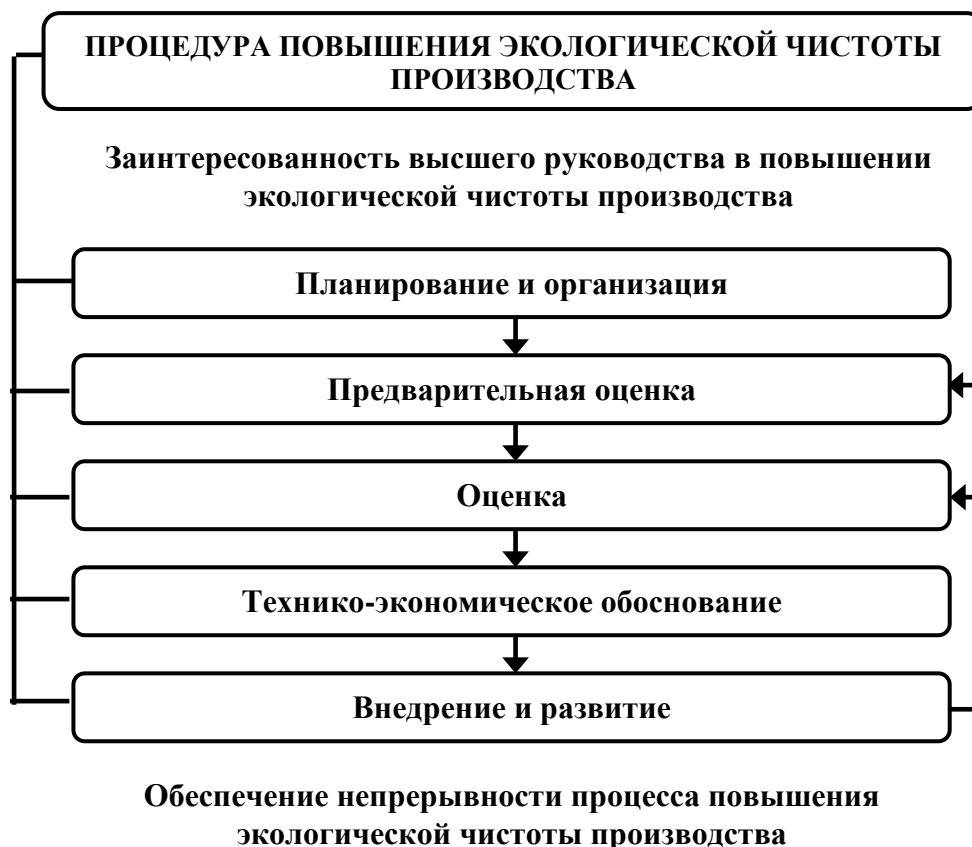 ПРОЦЕДУРА ПОВЫШЕНИЯ ЭКОЛОГИЧЕСКОЙ ЧИСТОТЫ
ПРОИЗВОДСТВА
Заинтересованность высшего руководства в повышении
экологической чистоты производства
Планирование и организация
Предварительная оценка
Оценка
Технико-экономическое обоснование
Внедрение и развитие
Обеспечение непрерывности процесса повышения
экологической чистоты производства